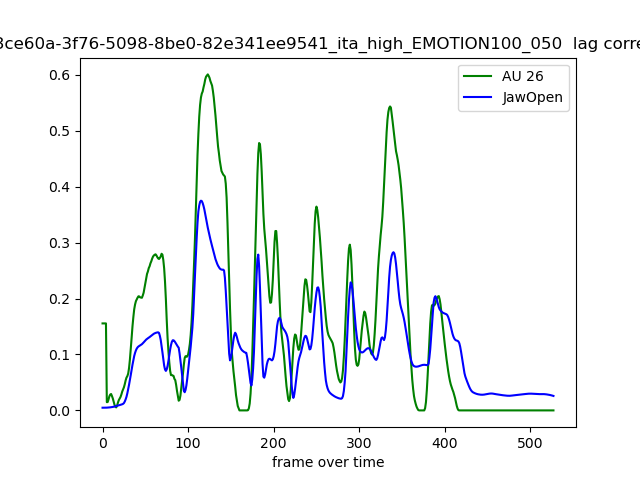 3ce60a-3f76-5098-8be0-82e341ee9541_ita_high_EMOTION100_050 lag corre
AU 26
JawOpen
0.6
0.5
0.4
0.3
0.2
0.1
0.0
0 100 200 300 400 500
frame over time